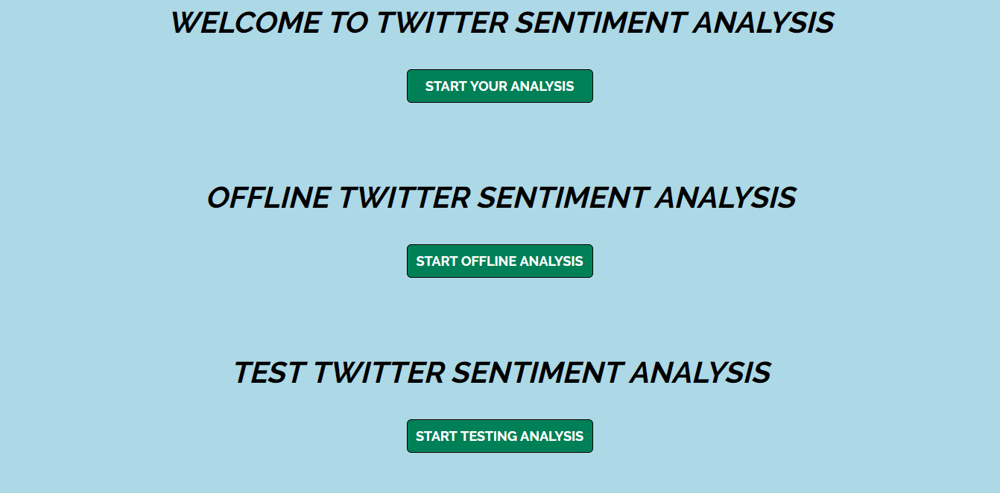 WELCOME TO TWITTER SENTIMENT ANALYSIS
START YOUR ANALYSIS
OFFLINE TWITTER SENTIMENT ANALYSIS
START OFFLINE ANALYSIS
TEST TWITTER SENTIMENT ANALYSIS
START TESTING ANALYSIS